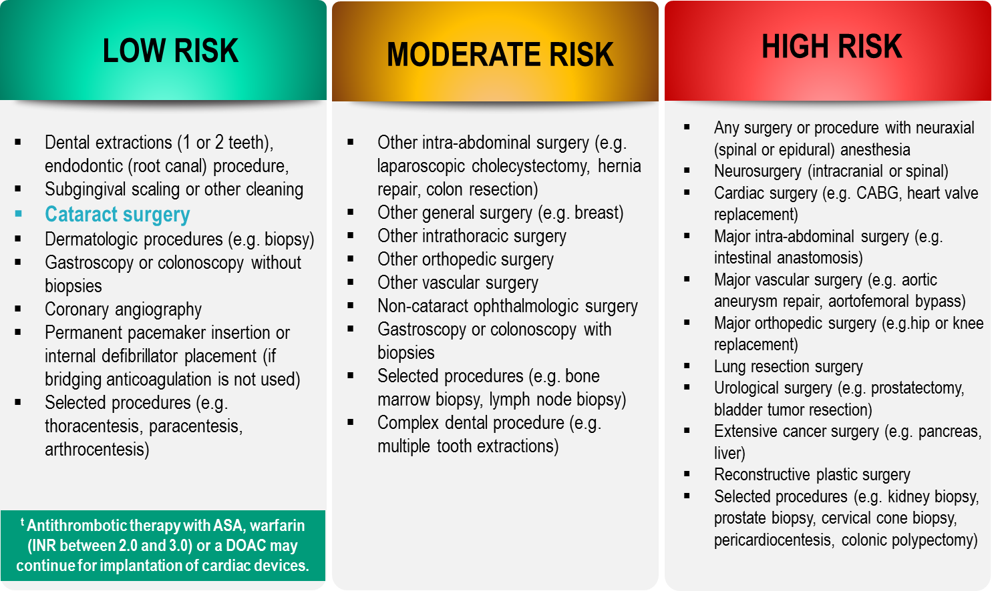 LOW RISK
▪ Dental extractions (1 or 2 teeth),
endodontic (root canal) procedure,
▪ Subgingival scaling or other cleaning
▪ Cataract surgery
▪ Dermatologic procedures (e.g. biopsy)
▪ Gastroscopy or colonoscopy without
biopsies
▪ Coronary angiography
▪ Permanent pacemaker insertion or
internal defibrillator placement (if
bridging anticoagulation is not used)
▪ Selected procedures (e.g.
thoracentesis, paracentesis,
arthrocentesis)
t Antithrombotic therapy with ASA, warfarin
(INR between 2.0 and 3.0) or a DOAC may
continue for implantation of cardiac devices.
MODERATE RISK
▪ Other intra-abdominal surgery (e.g.
laparoscopic cholecystectomy, hernia
repair, colon resection)
▪ Other general surgery (e.g. breast)
▪ Other intrathoracic surgery
▪ Other orthopedic surgery
▪ Other vascular surgery
▪ Non-cataract ophthalmologic surgery
▪ Gastroscopy or colonoscopy with
biopsies
▪ Selected procedures (e.g. bone
marrow biopsy, lymph node biopsy)
▪ Complex dental procedure (e.g.
multiple tooth extractions)
HIGH RISK
▪ Any surgery or procedure with neuraxial
(spinal or epidural) anesthesia
▪ Neurosurgery (intracranial or spinal)
▪ Cardiac surgery (e.g. CABG, heart valve
replacement)
▪ Major intra-abdominal surgery (e.g.
intestinal anastomosis)
▪ Major vascular surgery (e.g. aortic
aneurysm repair, aortofemoral bypass)
▪ Major orthopedic surgery (e.g.hip or knee
replacement)
▪ Lung resection surgery
▪ Urological surgery (e.g. prostatectomy,
bladder tumor resection)
▪ Extensive cancer surgery (e.g. pancreas,
liver)
▪ Reconstructive plastic surgery
▪ Selected procedures (e.g. kidney biopsy,
prostate biopsy, cervical cone biopsy,
pericardiocentesis, colonic polypectomy)